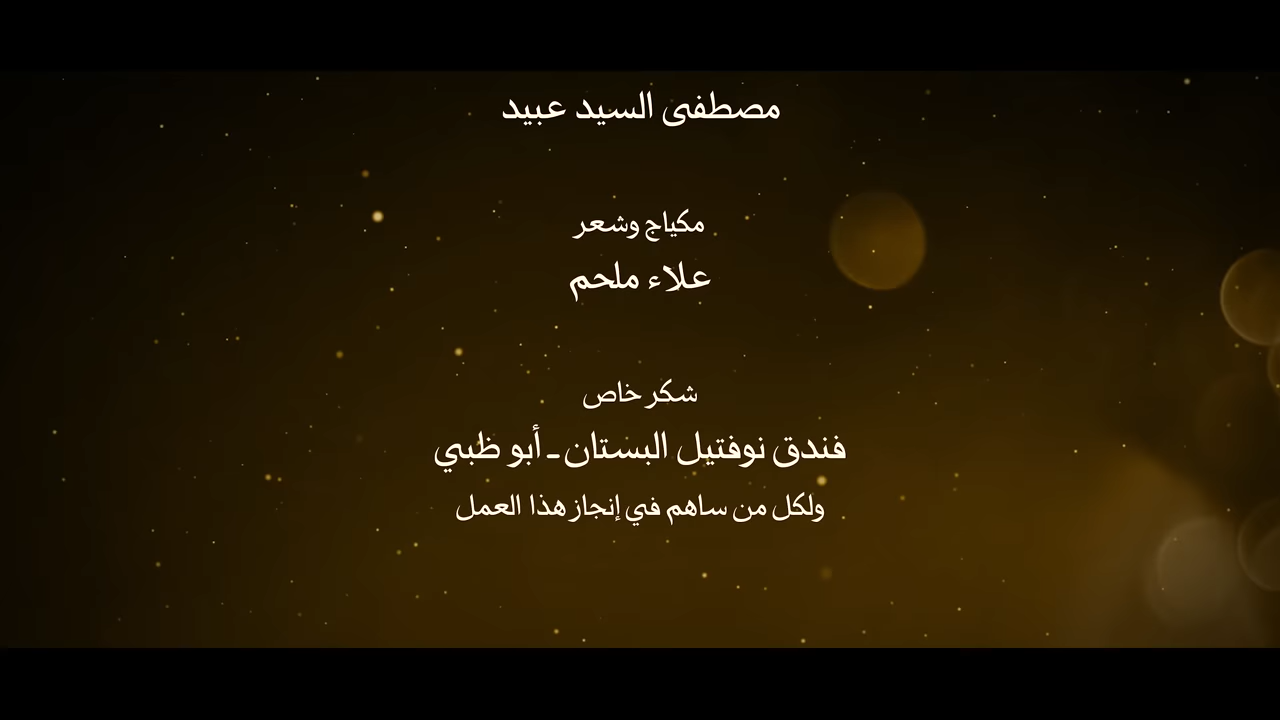 مصطفى السيد عبيد
مكياج وشعر
علاء ملحم
شكر خاص
فندق نوفتيل البستان - أبو ظبي
ولكل من ساهم في إنجاز هذا العمل